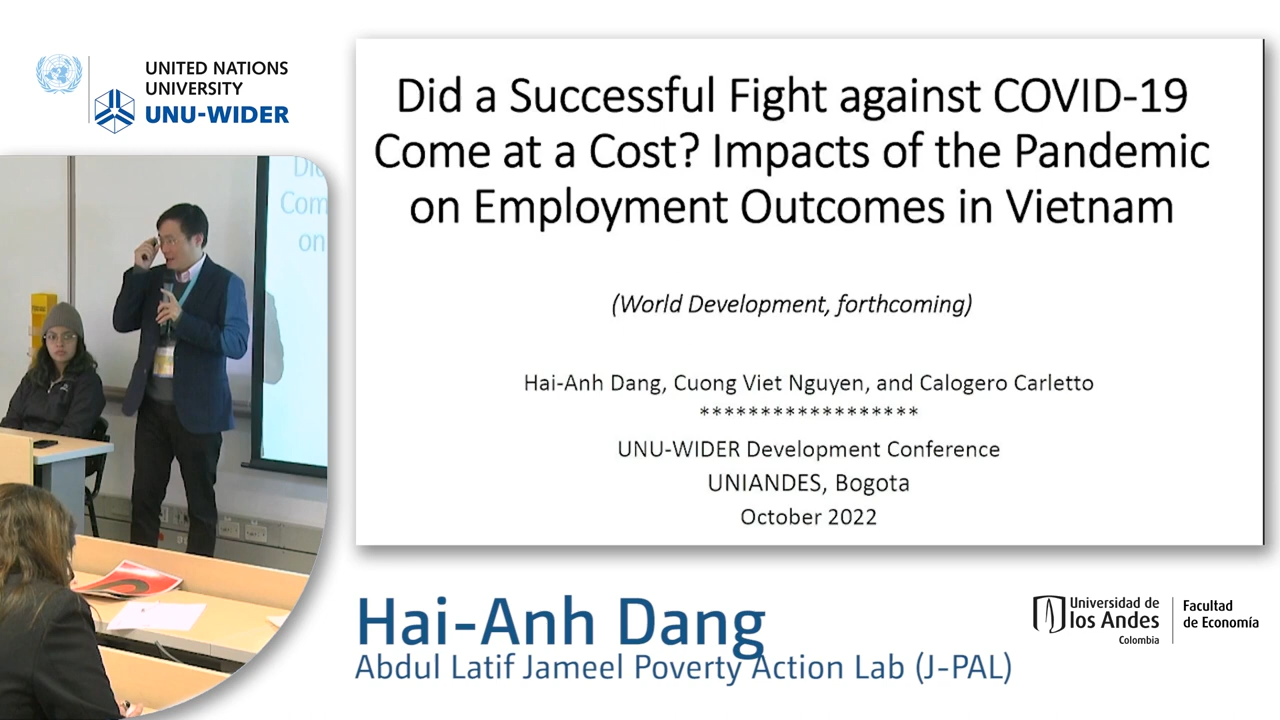 UNITED NATIONS
UNIVERSITY
UNU-WIDER
Did a Successful Fight against COVID-19
Come at a Cost? Impacts of the Pandemic
on Employment Outcomes in Vietnam
(World Development, forthcoming)
Hai-Anh Dang, Cuong Viet Nguyen, and Calogero Carletto
******************
UNU-WIDER Development Conference
UNIANDES, Bogota
October 2022
Com
on
Hai-Anh Dang
Abdul Latif Jameel Poverty Action Lab (J-PAL)
Universidad de
los Andes
Colombia
Facultad
de Economía